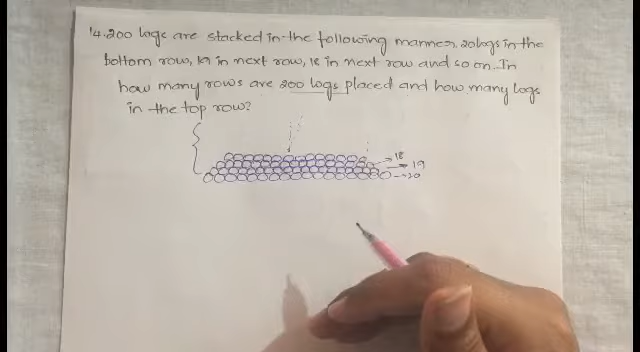 14. 200 logs are stacked in the following manner. 20 logs in the
bottom row, 19 in next row, 18 in next row and so on. In
how many rows are 200 logs placed and how many logs
in the top row?
18
19
20